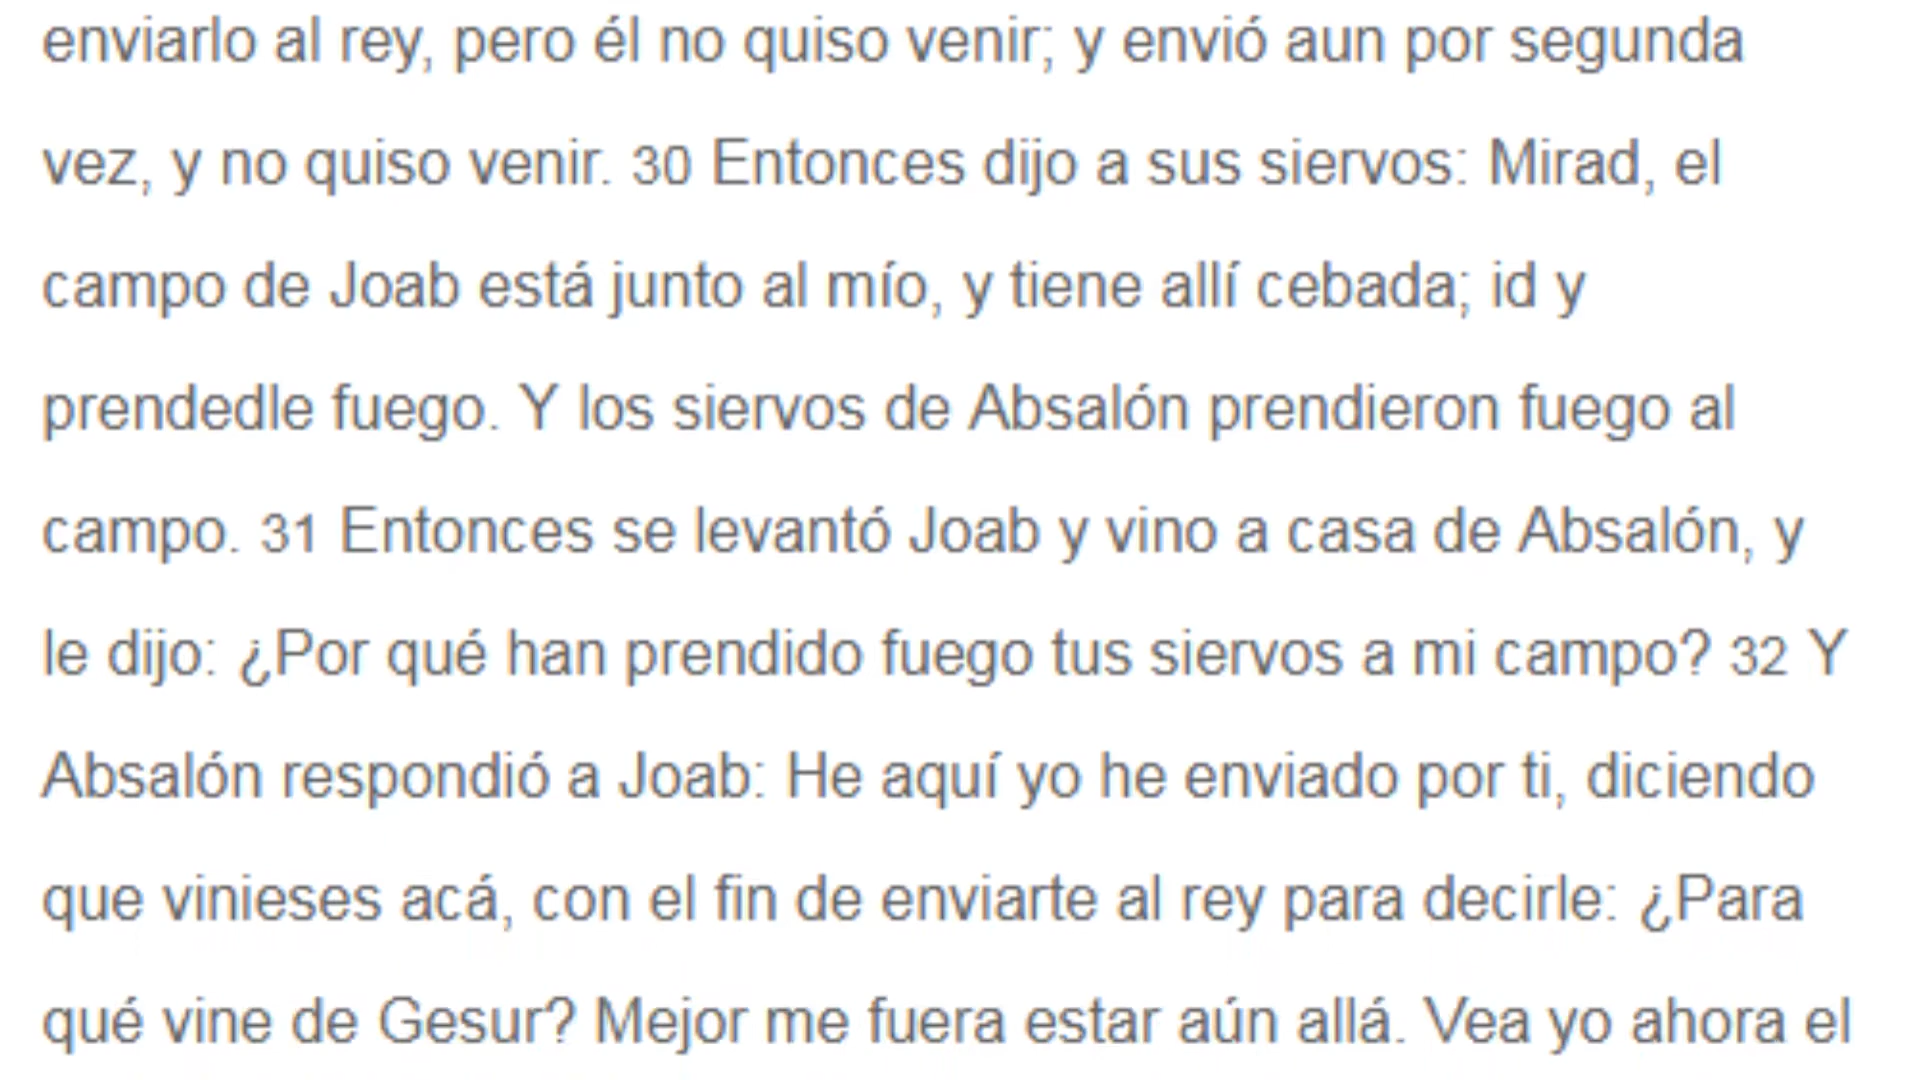 enviarlo al rey, pero él no quiso venir; y envió aun por segunda
vez, y no quiso venir. 30 Entonces dijo a sus siervos: Mirad, el
campo de Joab está junto al mío, y tiene allí cebada; id y
prendedle fuego. Y los siervos de Absalón prendieron fuego al
campo. 31 Entonces se levantó Joab y vino a casa de Absalón, y
le dijo: ¿Por qué han prendido fuego tus siervos a mi campo? 32 Y
Absalón respondió a Joab: He aquí yo he enviado por ti, diciendo
que vinieses acá, con el fin de enviarte al rey para decirle: ¿Para
qué vine de Gesur? Mejor me fuera estar aún allá. Vea yo ahora el